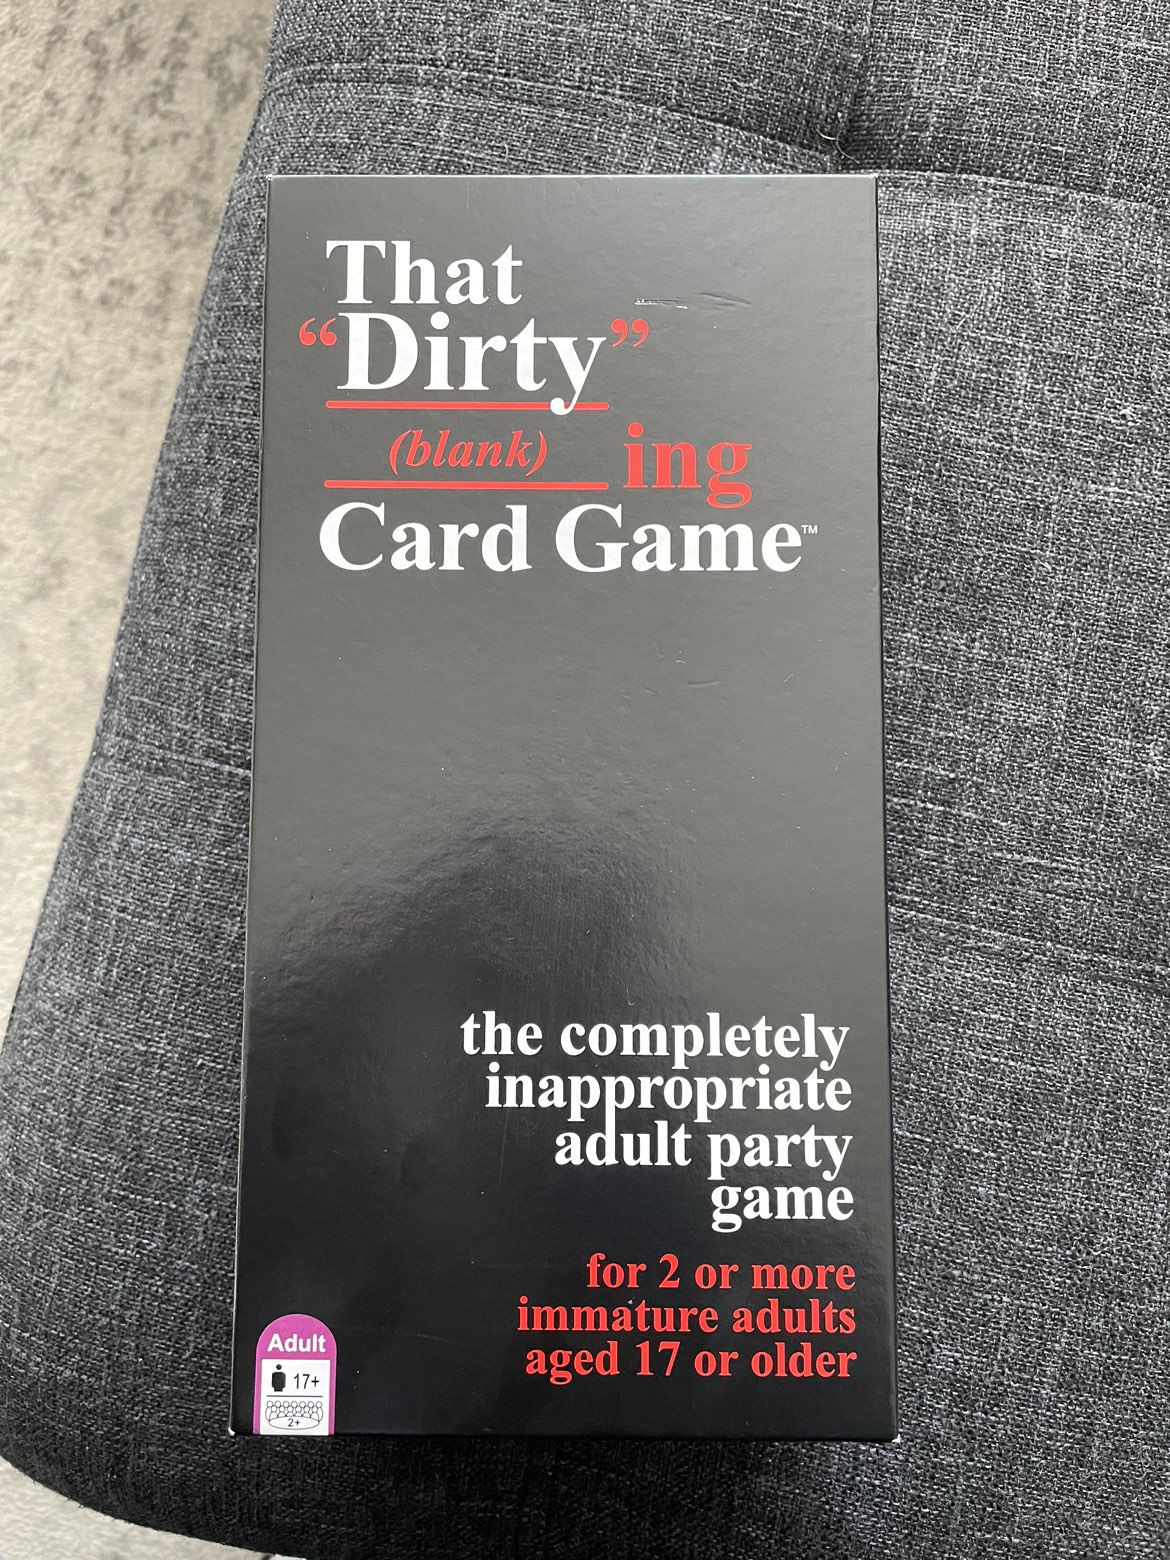 That
“Dirty”
(blank) ing
Card Game™
the completely
inappropriate
adult party
game
for 2 or more
immature adults
aged 17 or older
Adult
17+
2+